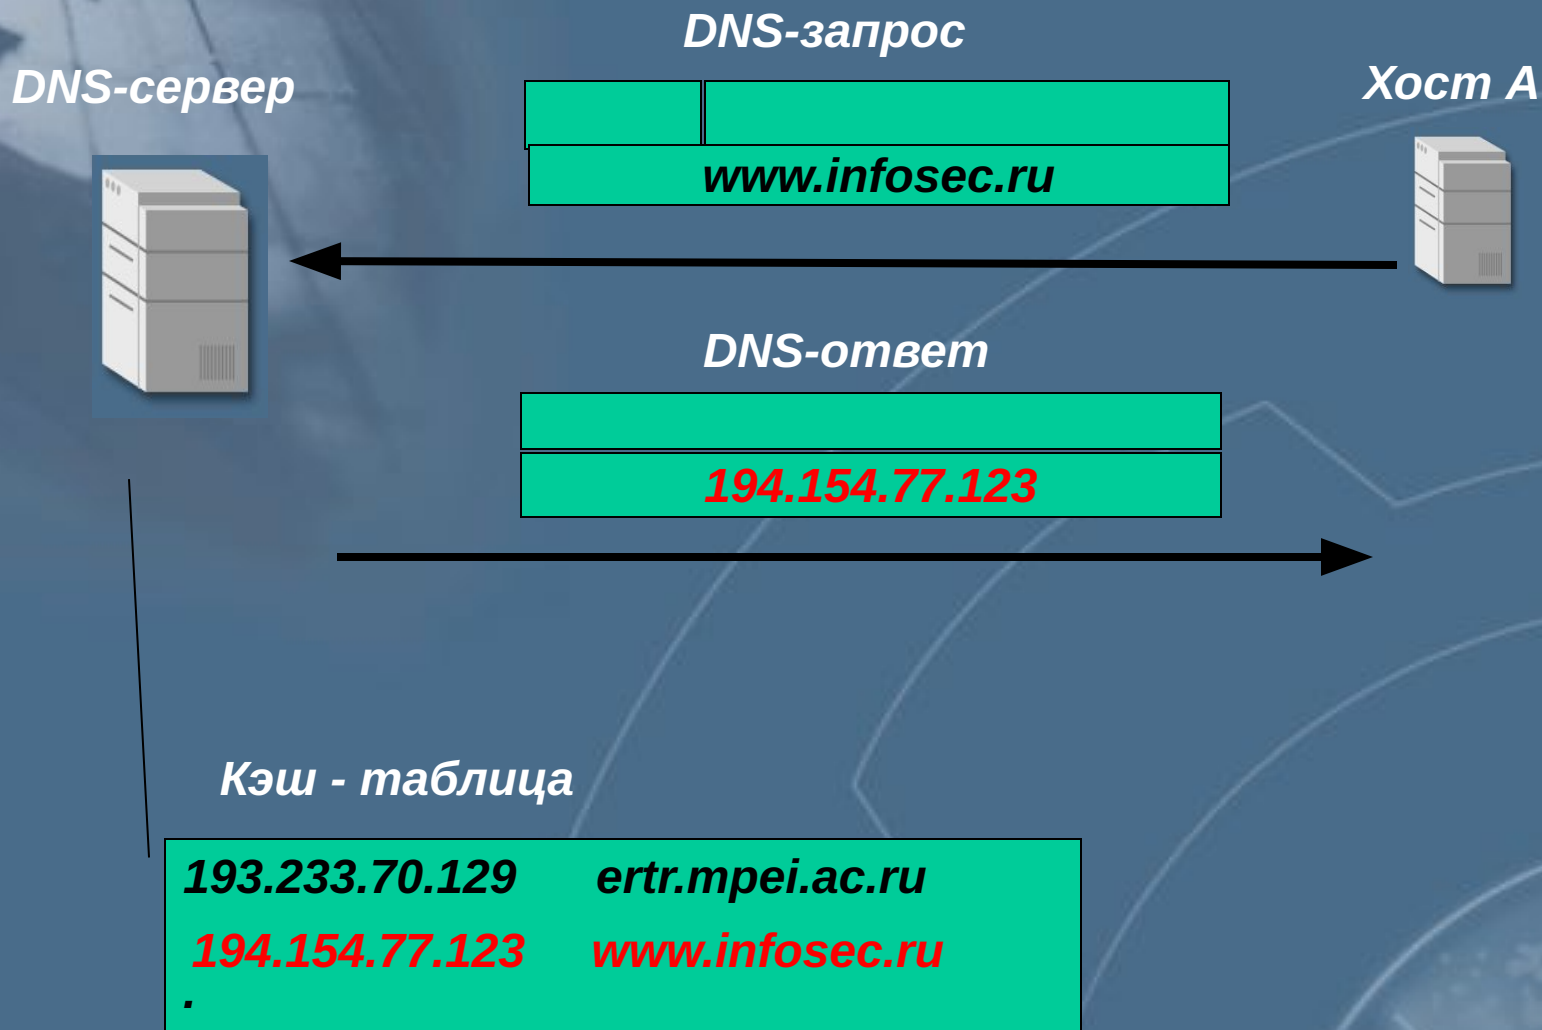 DNS-запрос
DNS-сервер
Хост А
www.infosec.ru
DNS-ответ
194.154.77.123
Кэш - таблица
193.233.70.129 ertr.mpei.ac.ru
194.154.77.123 www.infosec.ru
.